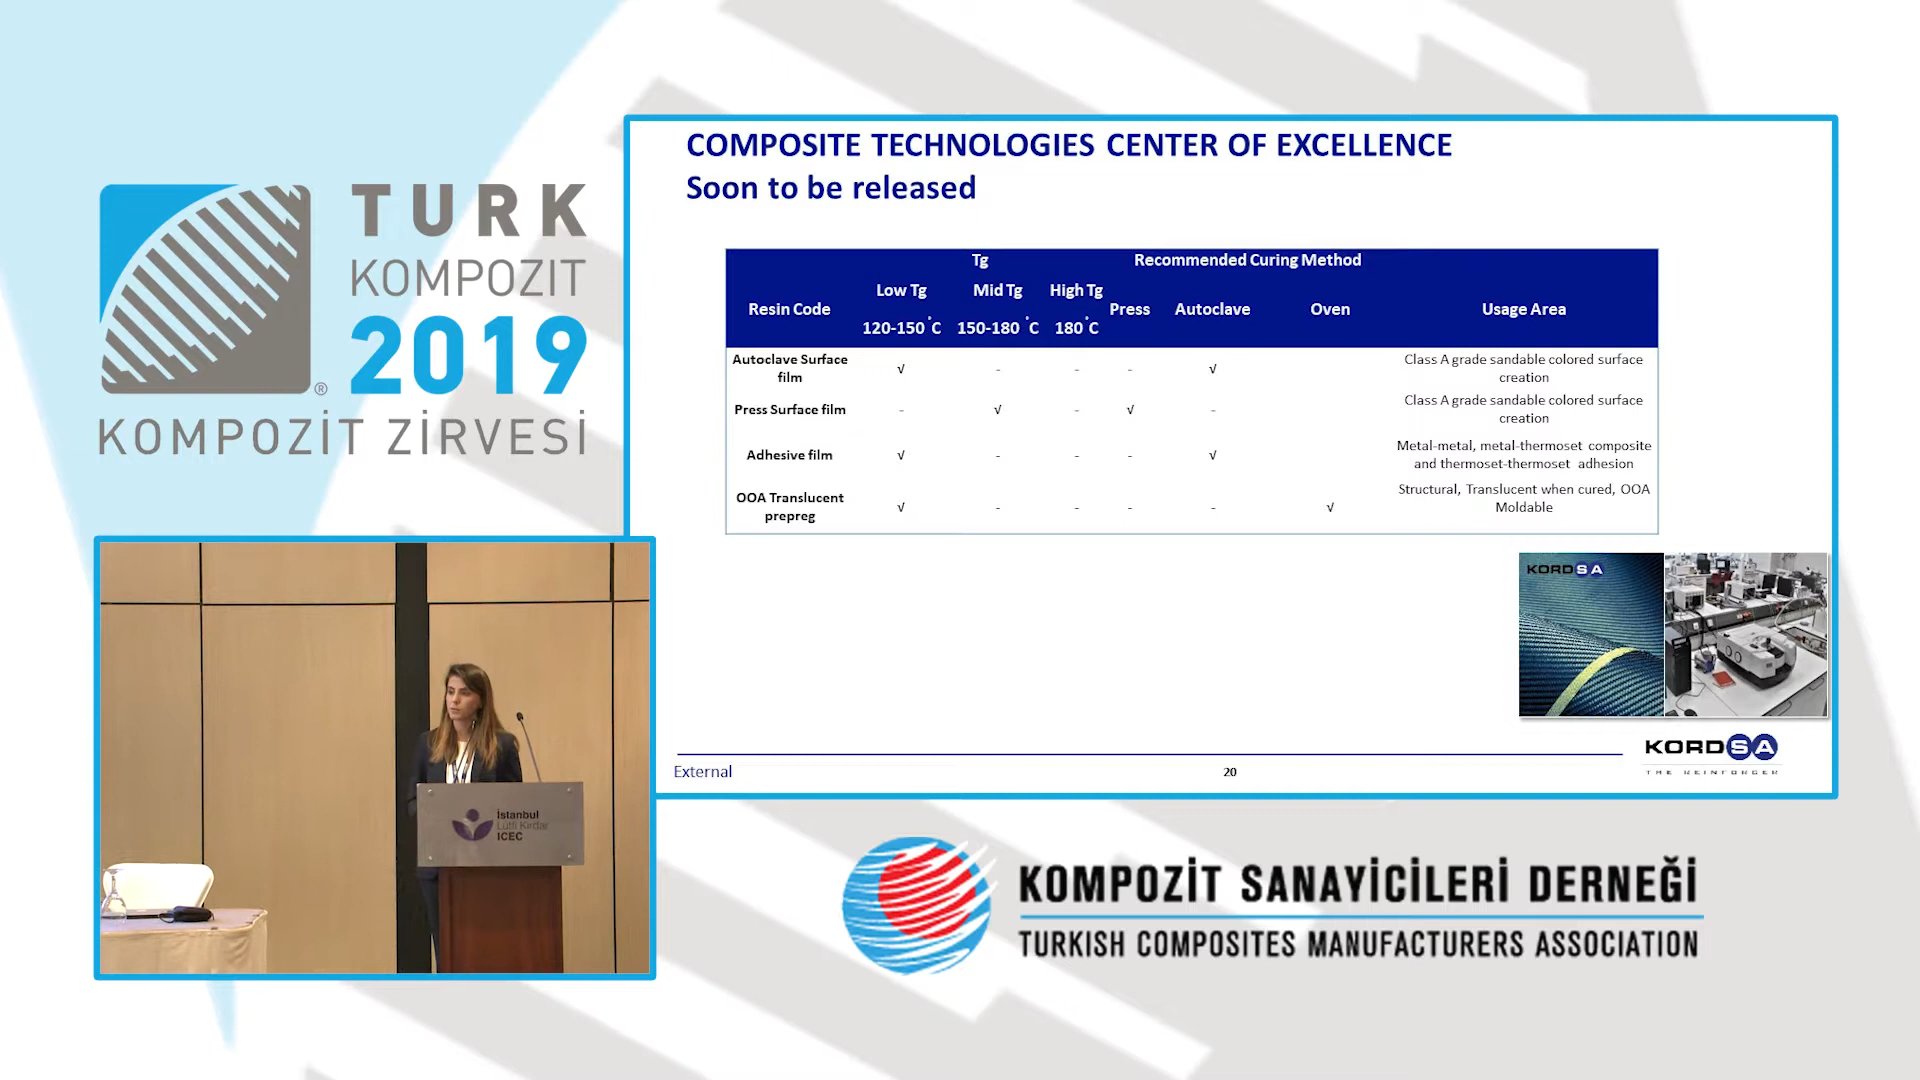 TURK
KOMPOZIT
2019
®
KOMPOZİT ZİRVESİ
COMPOSITE TECHNOLOGIES CENTER OF EXCELLENCE
Soon to be released
Tg Recommended Curing Method
Resin Code Low Tg 120-150 °C Mid Tg 150-180 °C High Tg 180°C Press Autoclave Oven Usage Area
Autoclave Surface film √ - - - √ Class A grade sandable colored surface creation
Press Surface film - √ - √ - Class A grade sandable colored surface creation
Adhesive film √ - - - √ Metal-metal, metal-thermoset composite and thermoset-thermoset adhesion
OOA Translucent prepreg √ - - - - √ Structural, Translucent when cured, OOA Moldable
KORDSA
KORDSA
THE REINFORCER
External
20
İstanbul
Lütfi Kırdar
ICEC
KOMPOZİT SANAYİCİLERİ DERNEĞİ
TURKISH COMPOSITES MANUFACTURERS ASSOCIATION